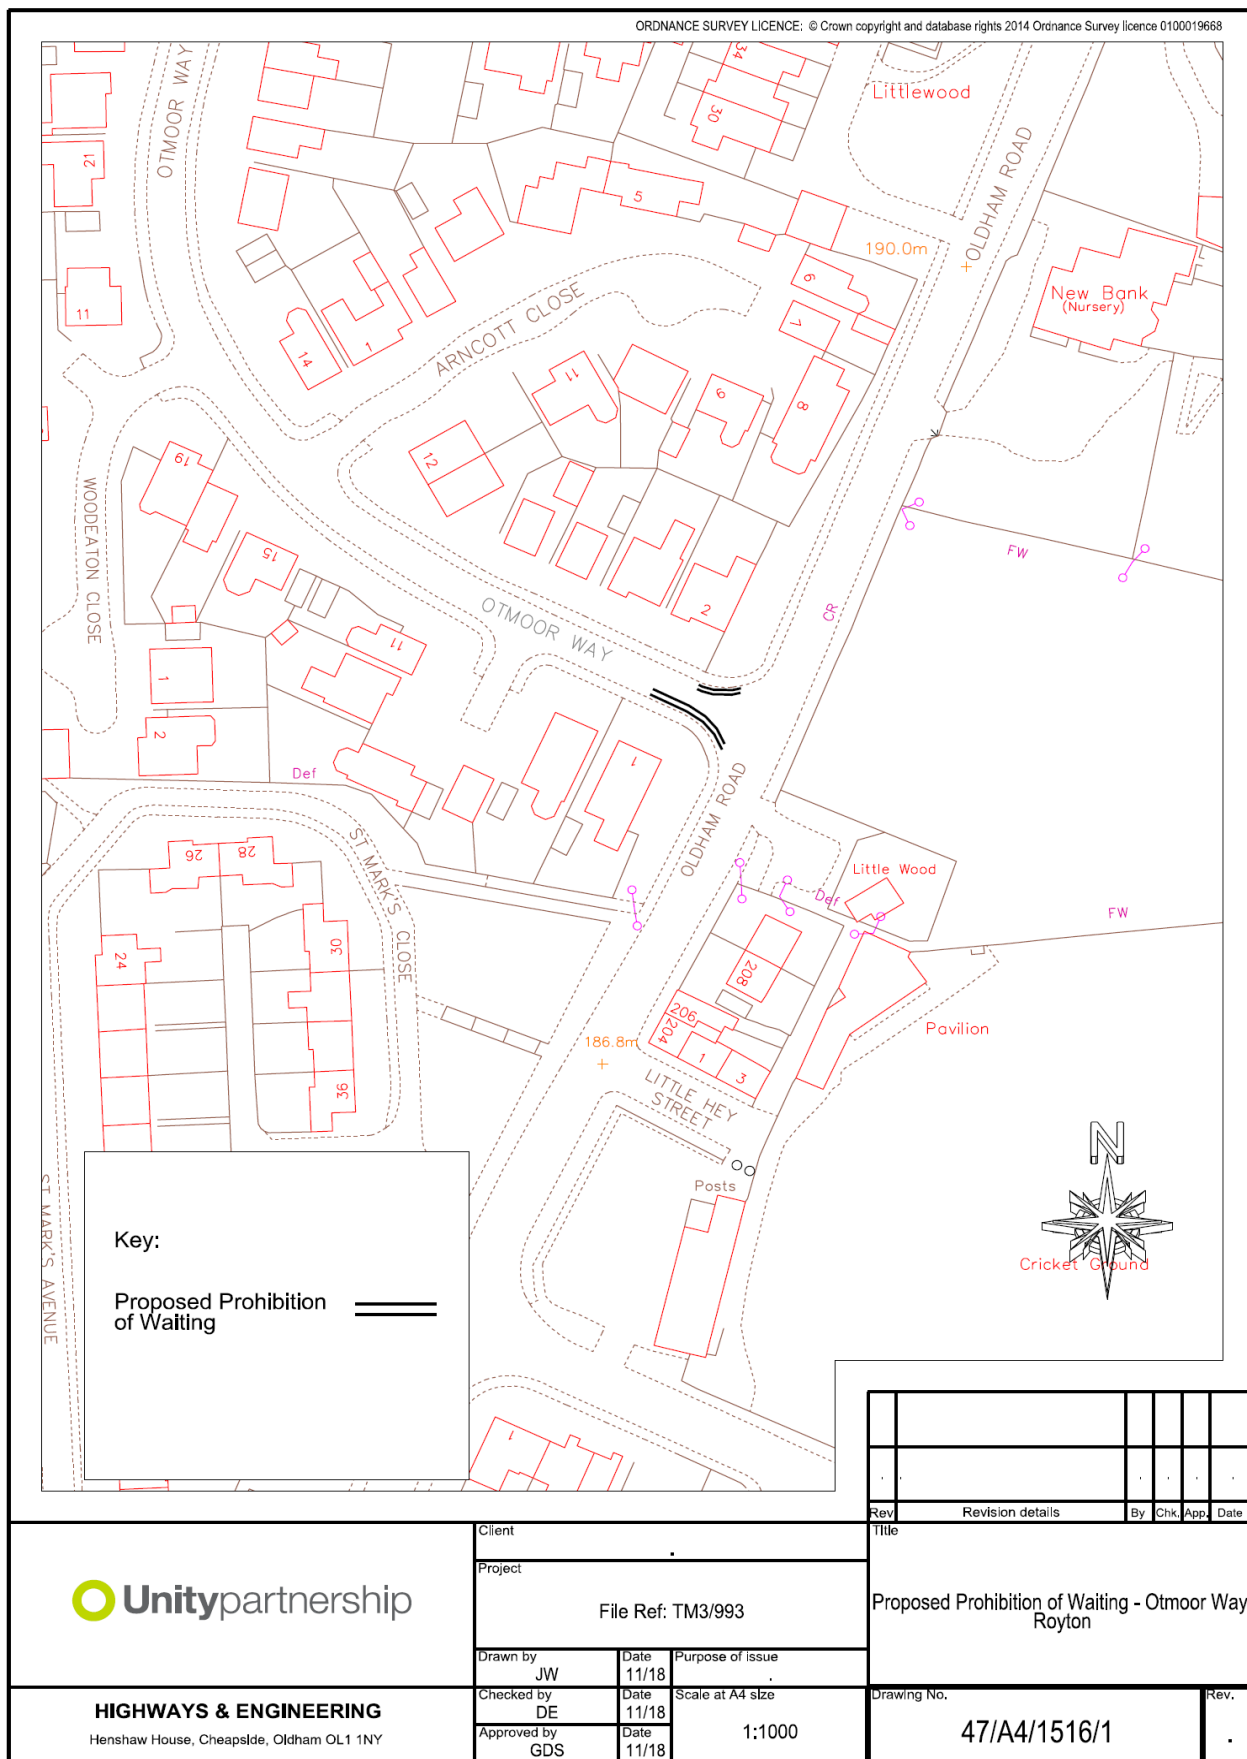 ORDNANCE SURVEY LICENCE: © Crown copyright and database rights 2014 Ordnance Survey licence 0100019668
OTMOOR WAY
34
30
Littlewood
OLDHAM ROAD
21
5
190.0m
New Bank
(Nursery)
11
6
7
14
1
ARNCOTT CLOSE
11
9
8
12
19
WOODEATON CLOSE
15
FW
OTMOOR WAY
2
CR
11
1
2
Def
1
OLDHAM ROAD
ST MARK'S CLOSE
26
28
Little Wood
Def
FW
24
30
208
206
204
Pavilion
186.8m
1
3
LITTLE HEY
STREET
36
Posts
N
Cricket Ground
ST MARK'S AVENUE
Key:
Proposed Prohibition
of Waiting
1
Rev
Revision details
By
Chk.
App.
Date
Unitypartnership
Client
.
Project
File Ref: TM3/993
Title
Proposed Prohibition of Waiting - Otmoor Way
Royton
Drawn by
JW
Date
11/18
Purpose of issue
.
HIGHWAYS & ENGINEERING
Henshaw House, Cheapside, Oldham OL1 1NY
Checked by
DE
Date
11/18
Scale at A4 size
1:1000
Approved by
GDS
Date
11/18
Drawing No.
47/A4/1516/1
Rev.
.